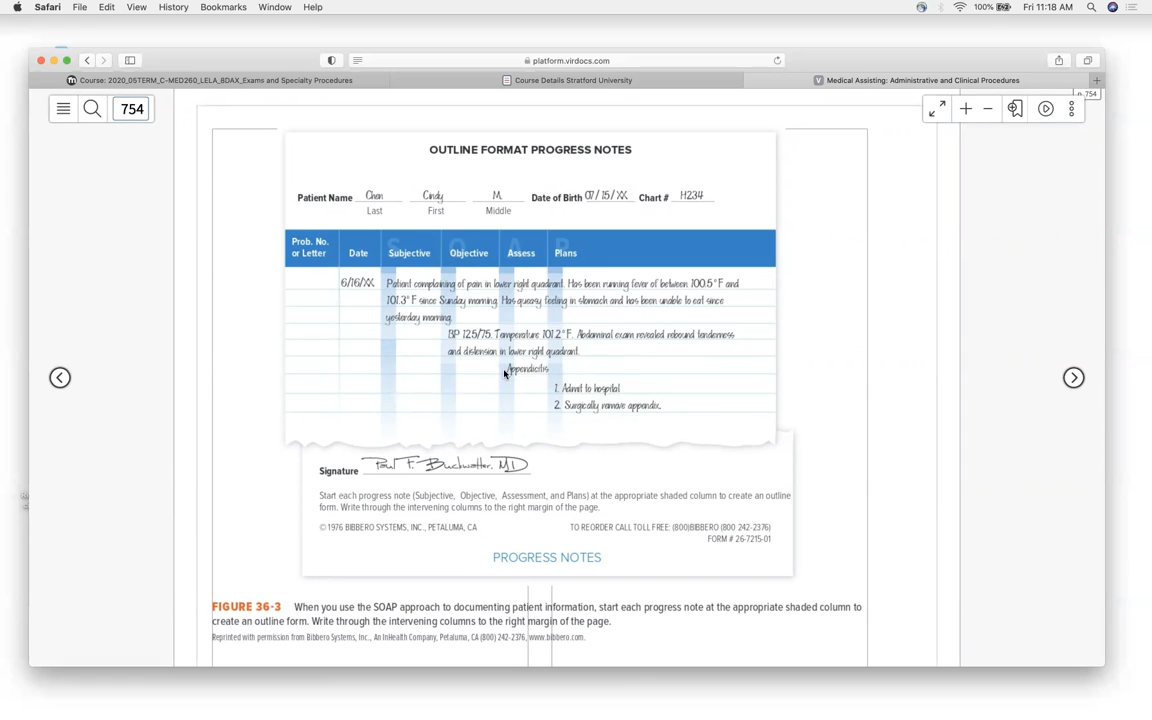 Safari File Edit View History Bookmarks Window Help 100% Fri 11:18 AM
platform.virdocs.com
Course: 2020_05TERM_C-MED260_LELA_8DAX_Exams and Specialty Procedures Course Details Stratford University Medical Assisting: Administrative and Clinical Procedures
754
p. 754
OUTLINE FORMAT PROGRESS NOTES
Patient Name Chen Cindy M. Date of Birth 07/15/XX Chart # H234
Last First Middle
Prob. No. or Letter Date S Subjective O Objective A Assess P Plans
6/16/XX Patient complaining of pain in lower right quadrant. Has been running fever of between 100.5°F and
101.3°F since Sunday morning. Has queasy feeling in stomach and has been unable to eat since
yesterday morning.
BP 125/75. Temperature 101.2°F. Abdominal exam revealed rebound tenderness
and distension in lower right quadrant.
Appendicitis
1. Admit to hospital
2. Surgically remove appendix.
Signature Paul F. Buckwalter, MD
Start each progress note (Subjective, Objective, Assessment, and Plans) at the appropriate shaded column to create an outline
form. Write through the intervening columns to the right margin of the page.
© 1976 BIBBERO SYSTEMS, INC., PETALUMA, CA TO REORDER CALL TOLL FREE: (800)BIBBERO (800 242-2376)
FORM # 26-7215-01
PROGRESS NOTES
FIGURE 36-3 When you use the SOAP approach to documenting patient information, start each progress note at the appropriate shaded column to
create an outline form. Write through the intervening columns to the right margin of the page.
Reprinted with permission from Bibbero Systems, Inc., An InHealth Company, Petaluma, CA (800) 242-2376, www.bibbero.com.